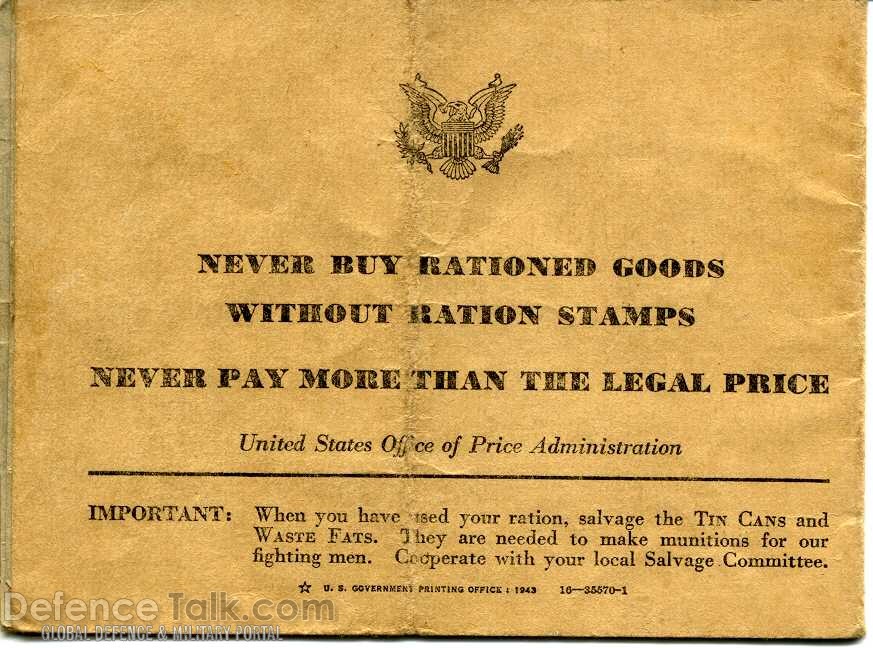 NEVER BUY RATIONED GOODS
WITHOUT RATION STAMPS
NEVER PAY MORE THAN THE LEGAL PRICE
United States Office of Price Administration
IMPORTANT: When you have used your ration, salvage the TIN CANS and
WASTE FATS. They are needed to make munitions for our
fighting men. Cooperate with your local Salvage Committee.
☆ U. S. GOVERNMENT PRINTING OFFICE : 1943 16—35570-1
DefenceTalk.com
GLOBAL DEFENCE & MILITARY PORTAL